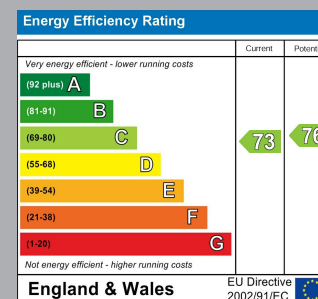 Energy Efficiency Rating
Current
Very energy efficient - lower running costs
(92 plus) A
(81-91) B
(69-80) C
73
(55-68) D
(39-54) E
(21-38) F
(1-20) G
Not energy efficient - higher running costs
England & Wales
EU Directive
2002/91/EC